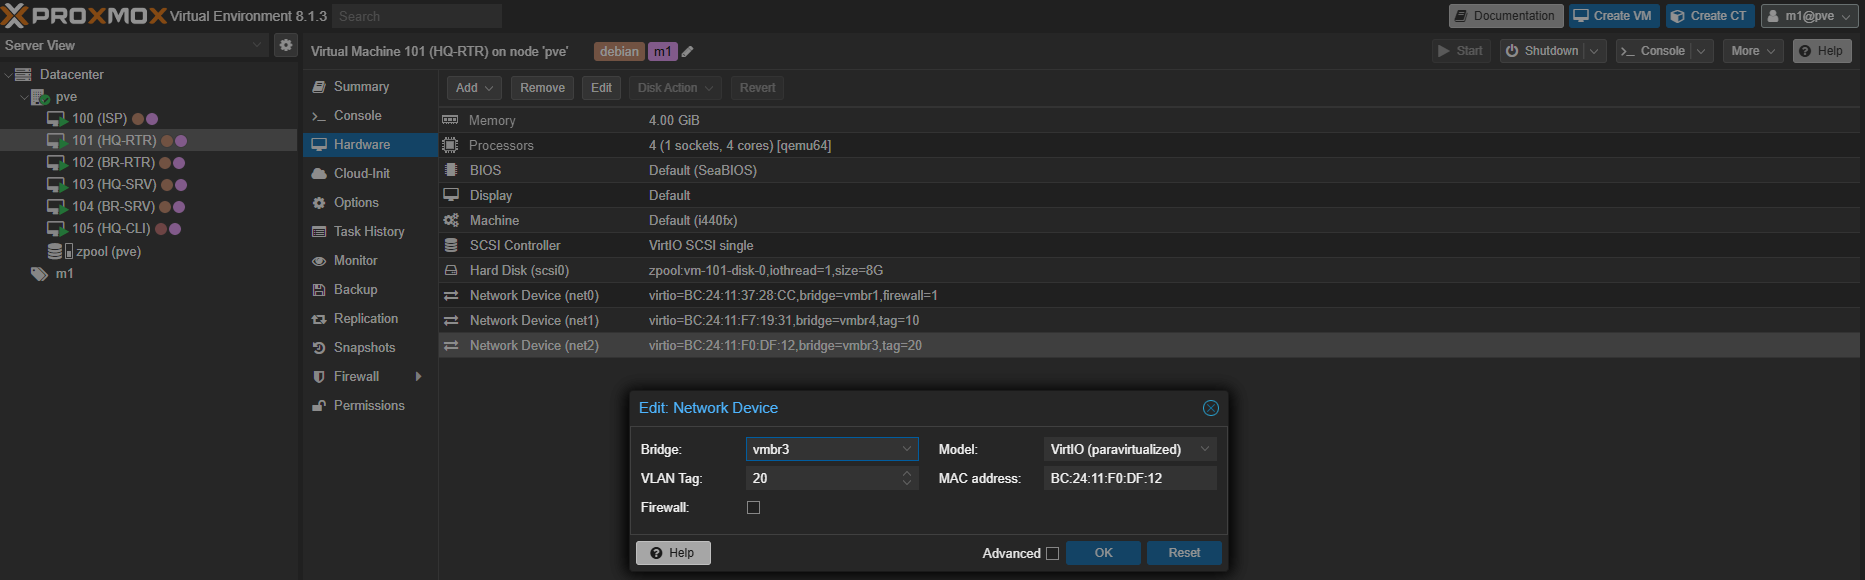 PROXMOX Virtual Environment 8.1.3 Search Documentation Create VM Create CT m1@pve
Server View
Datacenter
pve
100 (ISP)
101 (HQ-RTR)
102 (BR-RTR)
103 (HQ-SRV)
104 (BR-SRV)
105 (HQ-CLI)
zpool (pve)
m1
Virtual Machine 101 (HQ-RTR) on node 'pve' debian m1 Start Shutdown Console More Help
Summary
Console
Hardware
Cloud-Init
Options
Task History
Monitor
Backup
Replication
Snapshots
Firewall
Permissions
Add Remove Edit Disk Action Revert
Memory 4.00 GiB
Processors 4 (1 sockets, 4 cores) [qemu64]
BIOS Default (SeaBIOS)
Display Default
Machine Default (i440fx)
SCSI Controller VirtIO SCSI single
Hard Disk (scsi0) zpool:vm-101-disk-0,iothread=1,size=8G
Network Device (net0) virtio=BC:24:11:37:28:CC,bridge=vmbr1,firewall=1
Network Device (net1) virtio=BC:24:11:F7:19:31,bridge=vmbr4,tag=10
Network Device (net2) virtio=BC:24:11:F0:DF:12,bridge=vmbr3,tag=20
Edit: Network Device
Bridge: vmbr3 Model: VirtIO (paravirtualized)
VLAN Tag: 20 MAC address: BC:24:11:F0:DF:12
Firewall:
Help Advanced OK Reset